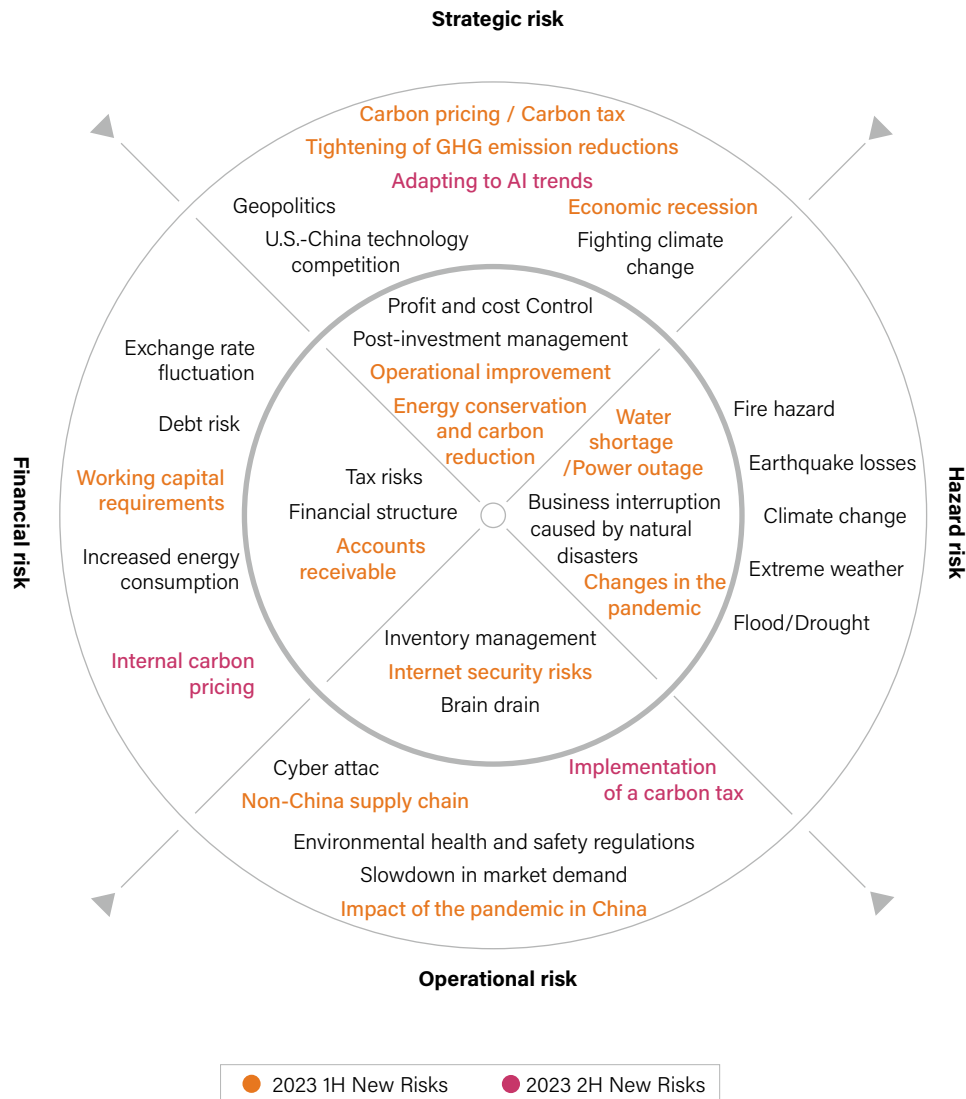 Strategic risk
Carbon pricing / Carbon tax
Tightening of GHG emission reductions
Adapting to AI trends
Geopolitics
Economic recession
U.S.-China technology
competition
Fighting climate
change
Profit and cost Control
Post-investment management
Operational improvement
Energy conservation
and carbon
reduction
Financial risk
Exchange rate
fluctuation
Debt risk
Working capital
requirements
Increased energy
consumption
Internal carbon
pricing
Tax risks
Financial structure
Accounts
receivable
Water
shortage
/Power outage
Business interruption
caused by natural
disasters
Changes in the
pandemic
Fire hazard
Earthquake losses
Climate change
Extreme weather
Flood/Drought
Hazard risk
Inventory management
Internet security risks
Brain drain
Cyber attac
Non-China supply chain
Implementation
of a carbon tax
Environmental health and safety regulations
Slowdown in market demand
Impact of the pandemic in China
Operational risk
2023 1H New Risks
2023 2H New Risks